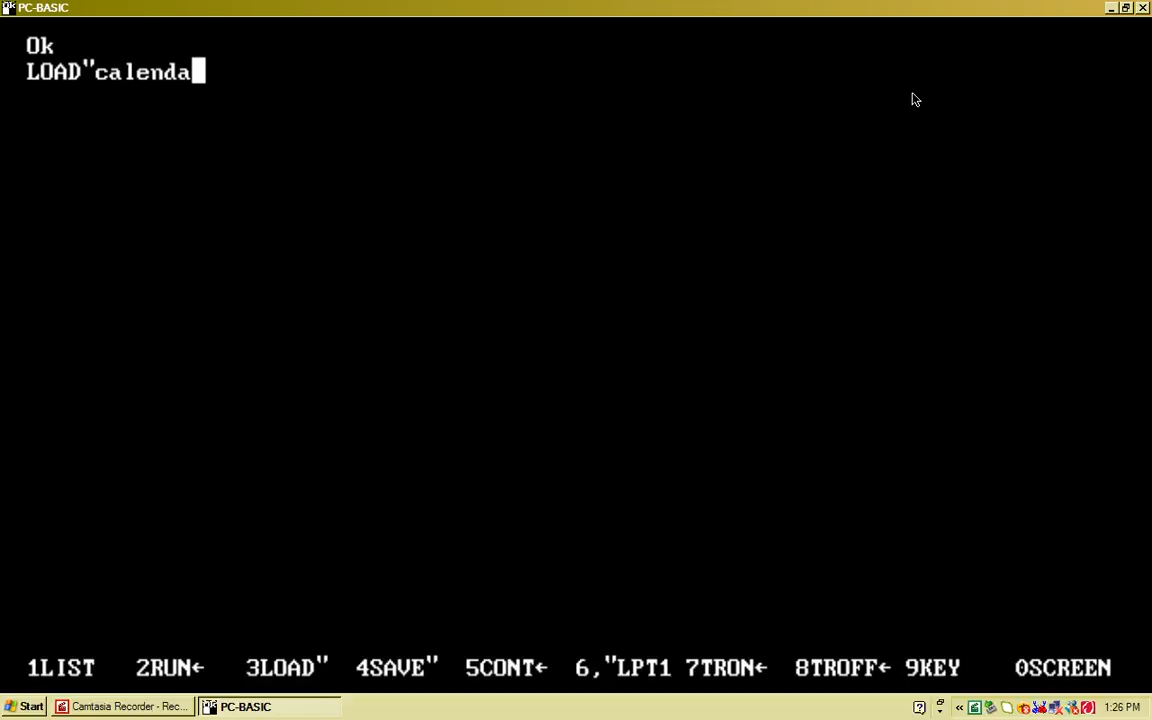 PC-BASIC
Ok
LOAD"calenda
1LIST 2RUN← 3LOAD" 4SAVE" 5CONT← 6,"LPT1 7TRON← 8TROFF← 9KEY 0SCREEN
Start Camtasia Recorder - Rec... PC-BASIC 1:26 PM